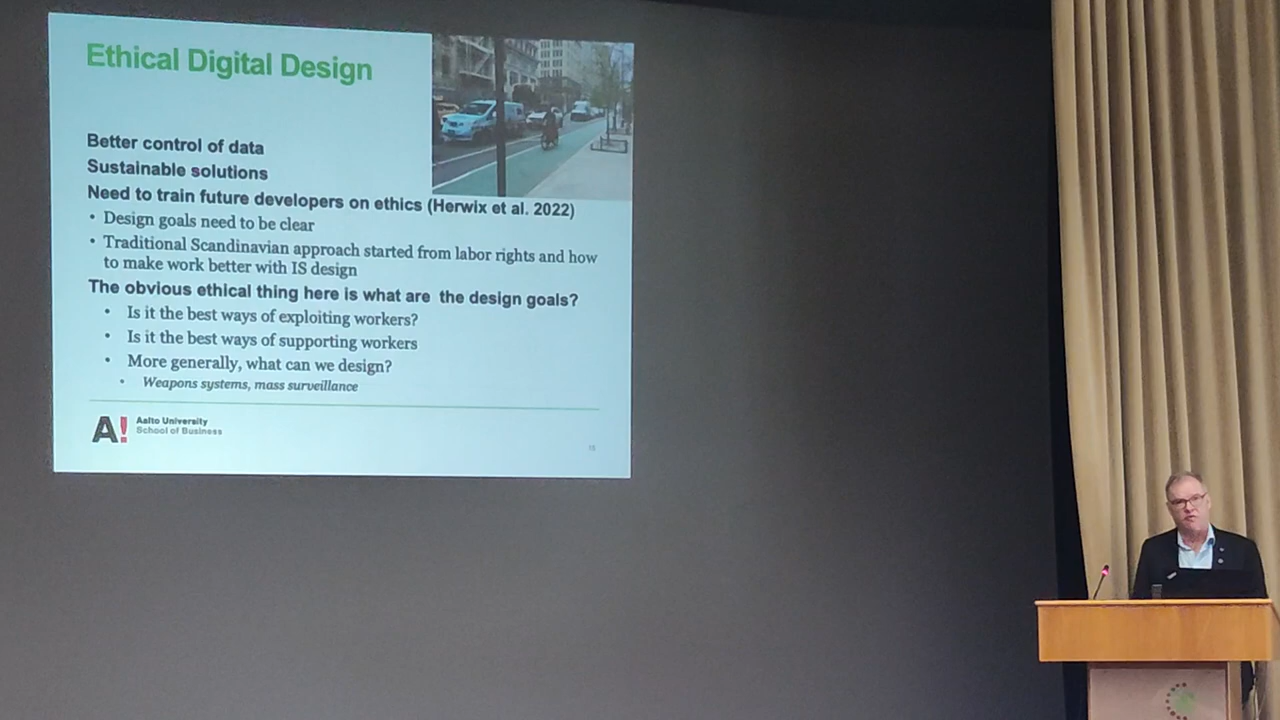 Ethical Digital Design
Better control of data
Sustainable solutions
Need to train future developers on ethics (Herwix et al. 2022)
• Design goals need to be clear
• Traditional Scandinavian approach started from labor rights and how
to make work better with IS design
The obvious ethical thing here is what are the design goals?
• Is it the best ways of exploiting workers?
• Is it the best ways of supporting workers
• More generally, what can we design?
• Weapons systems, mass surveillance
A! Aalto University
School of Business